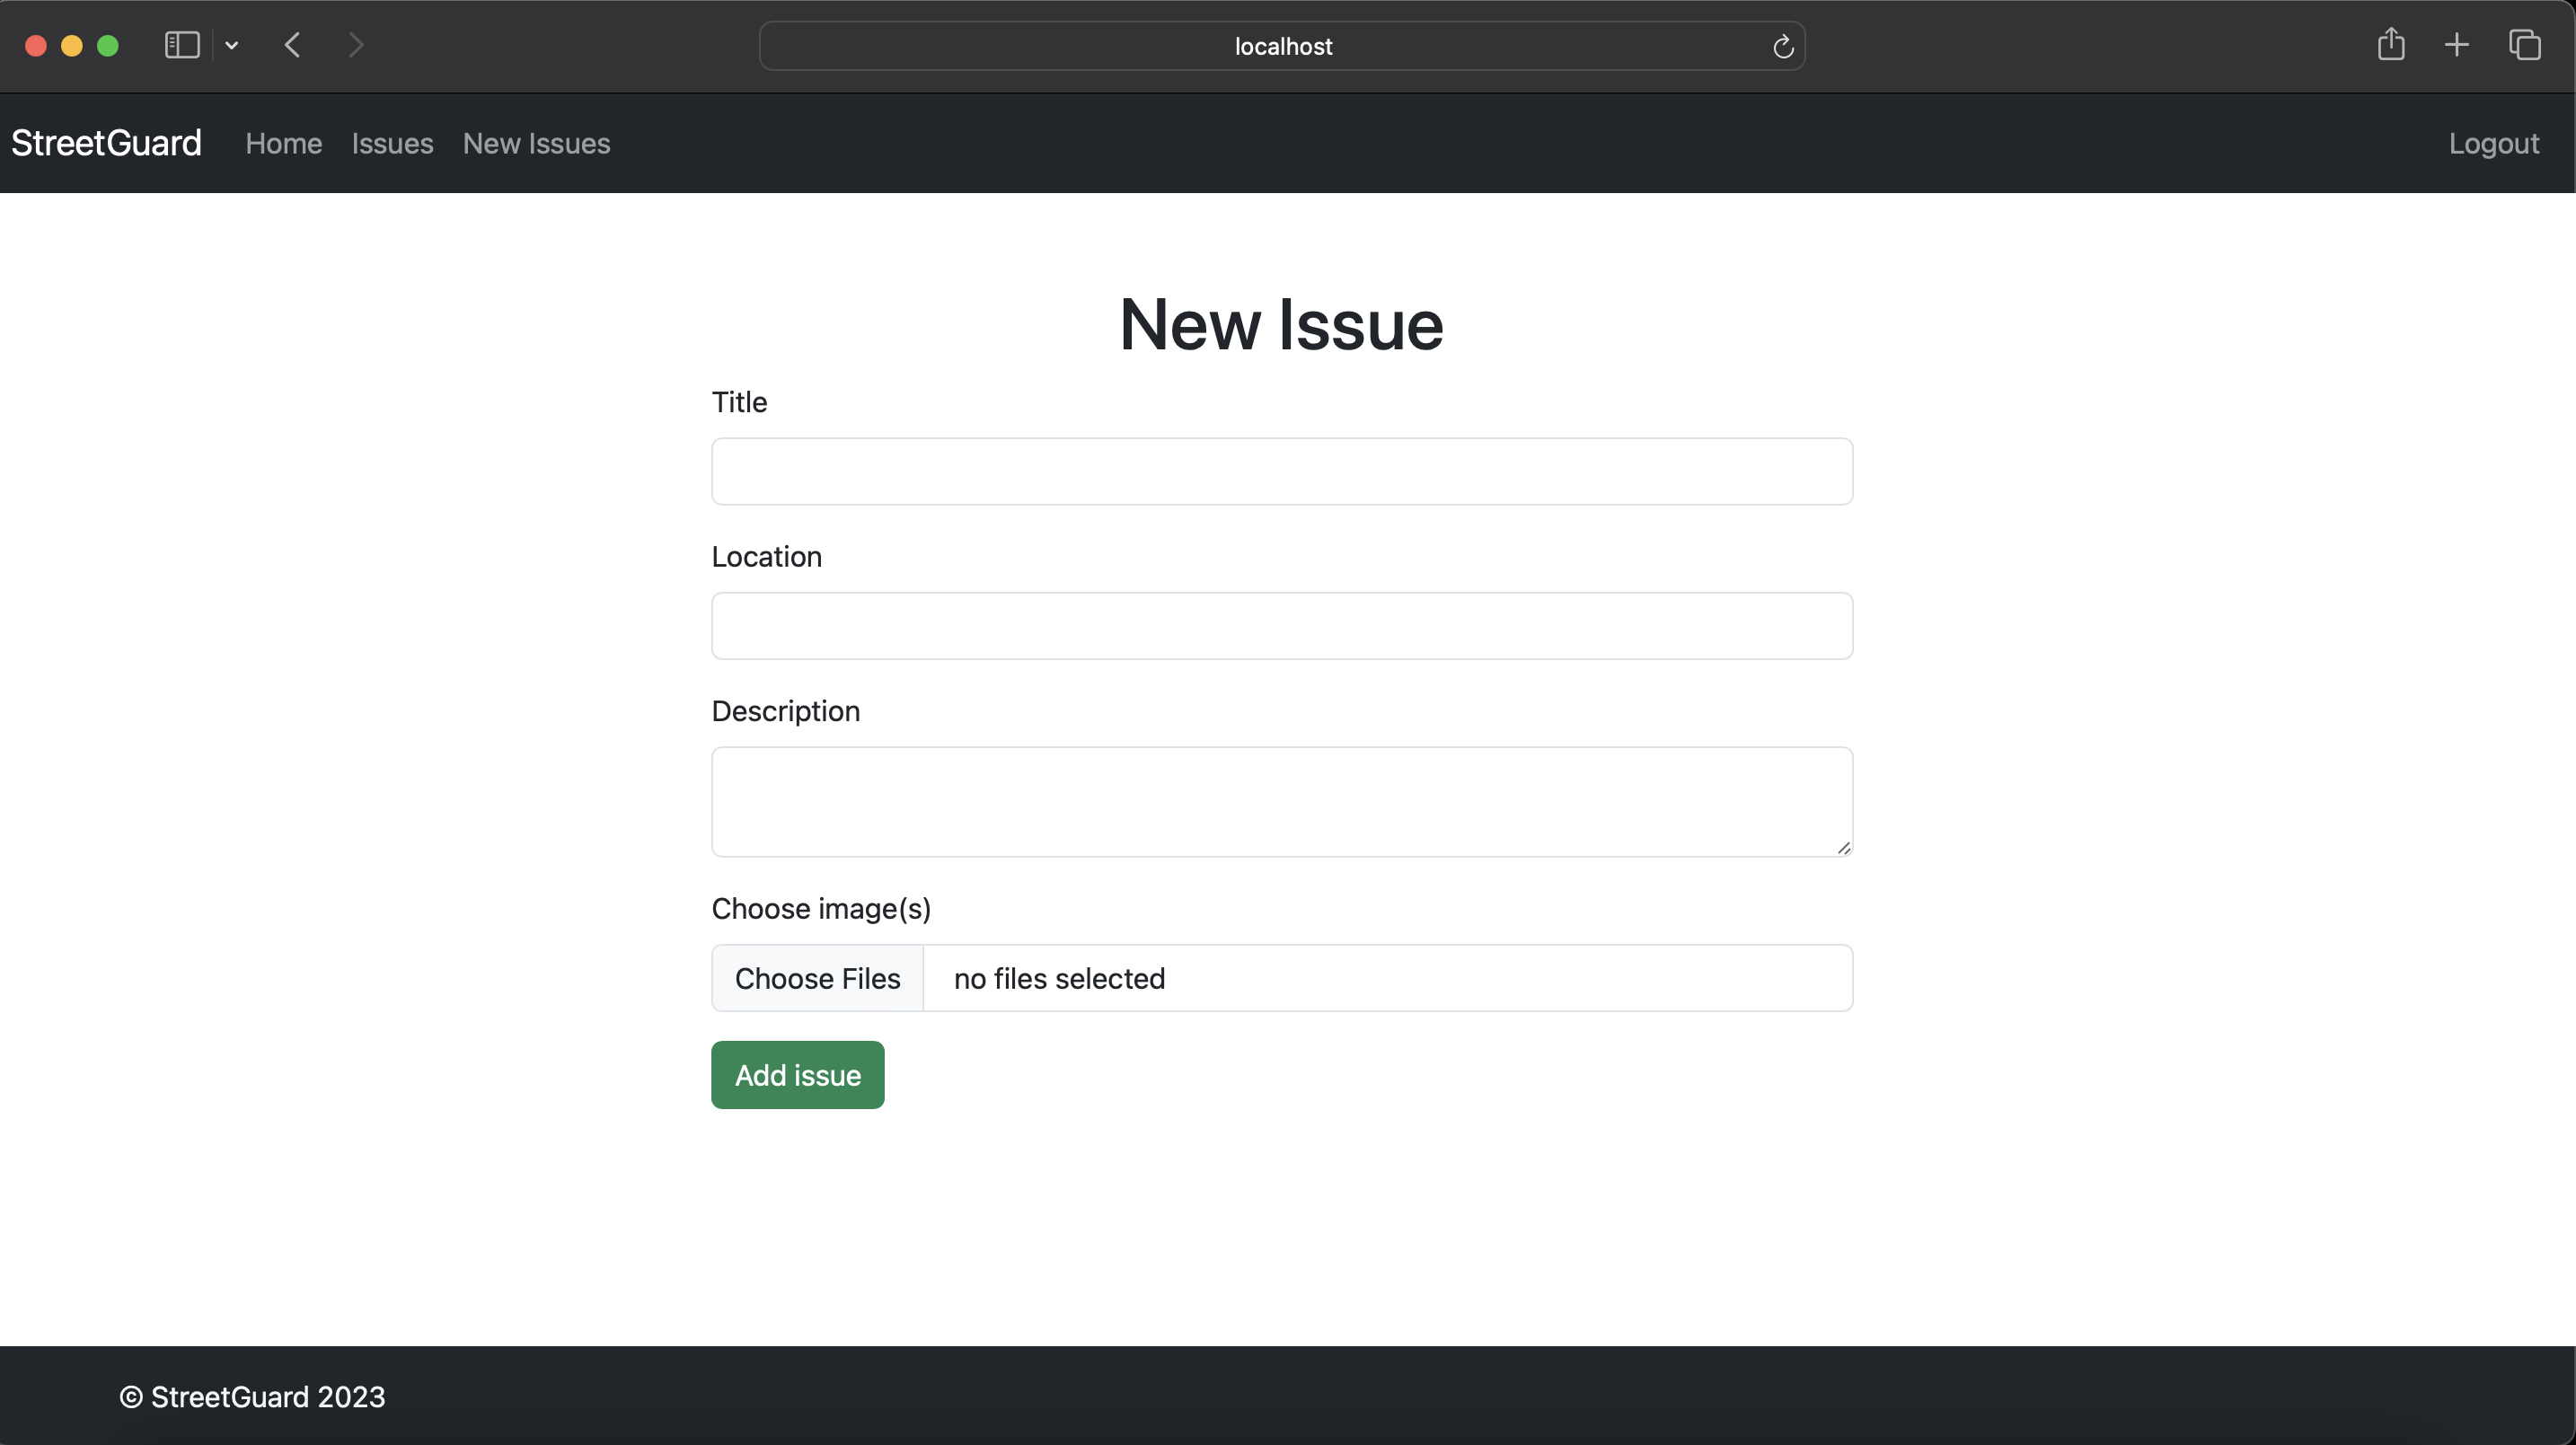 localhost
StreetGuard Home Issues New Issues Logout
New Issue
Title
Location
Description
Choose image(s)
Choose Files no files selected
Add issue
© StreetGuard 2023